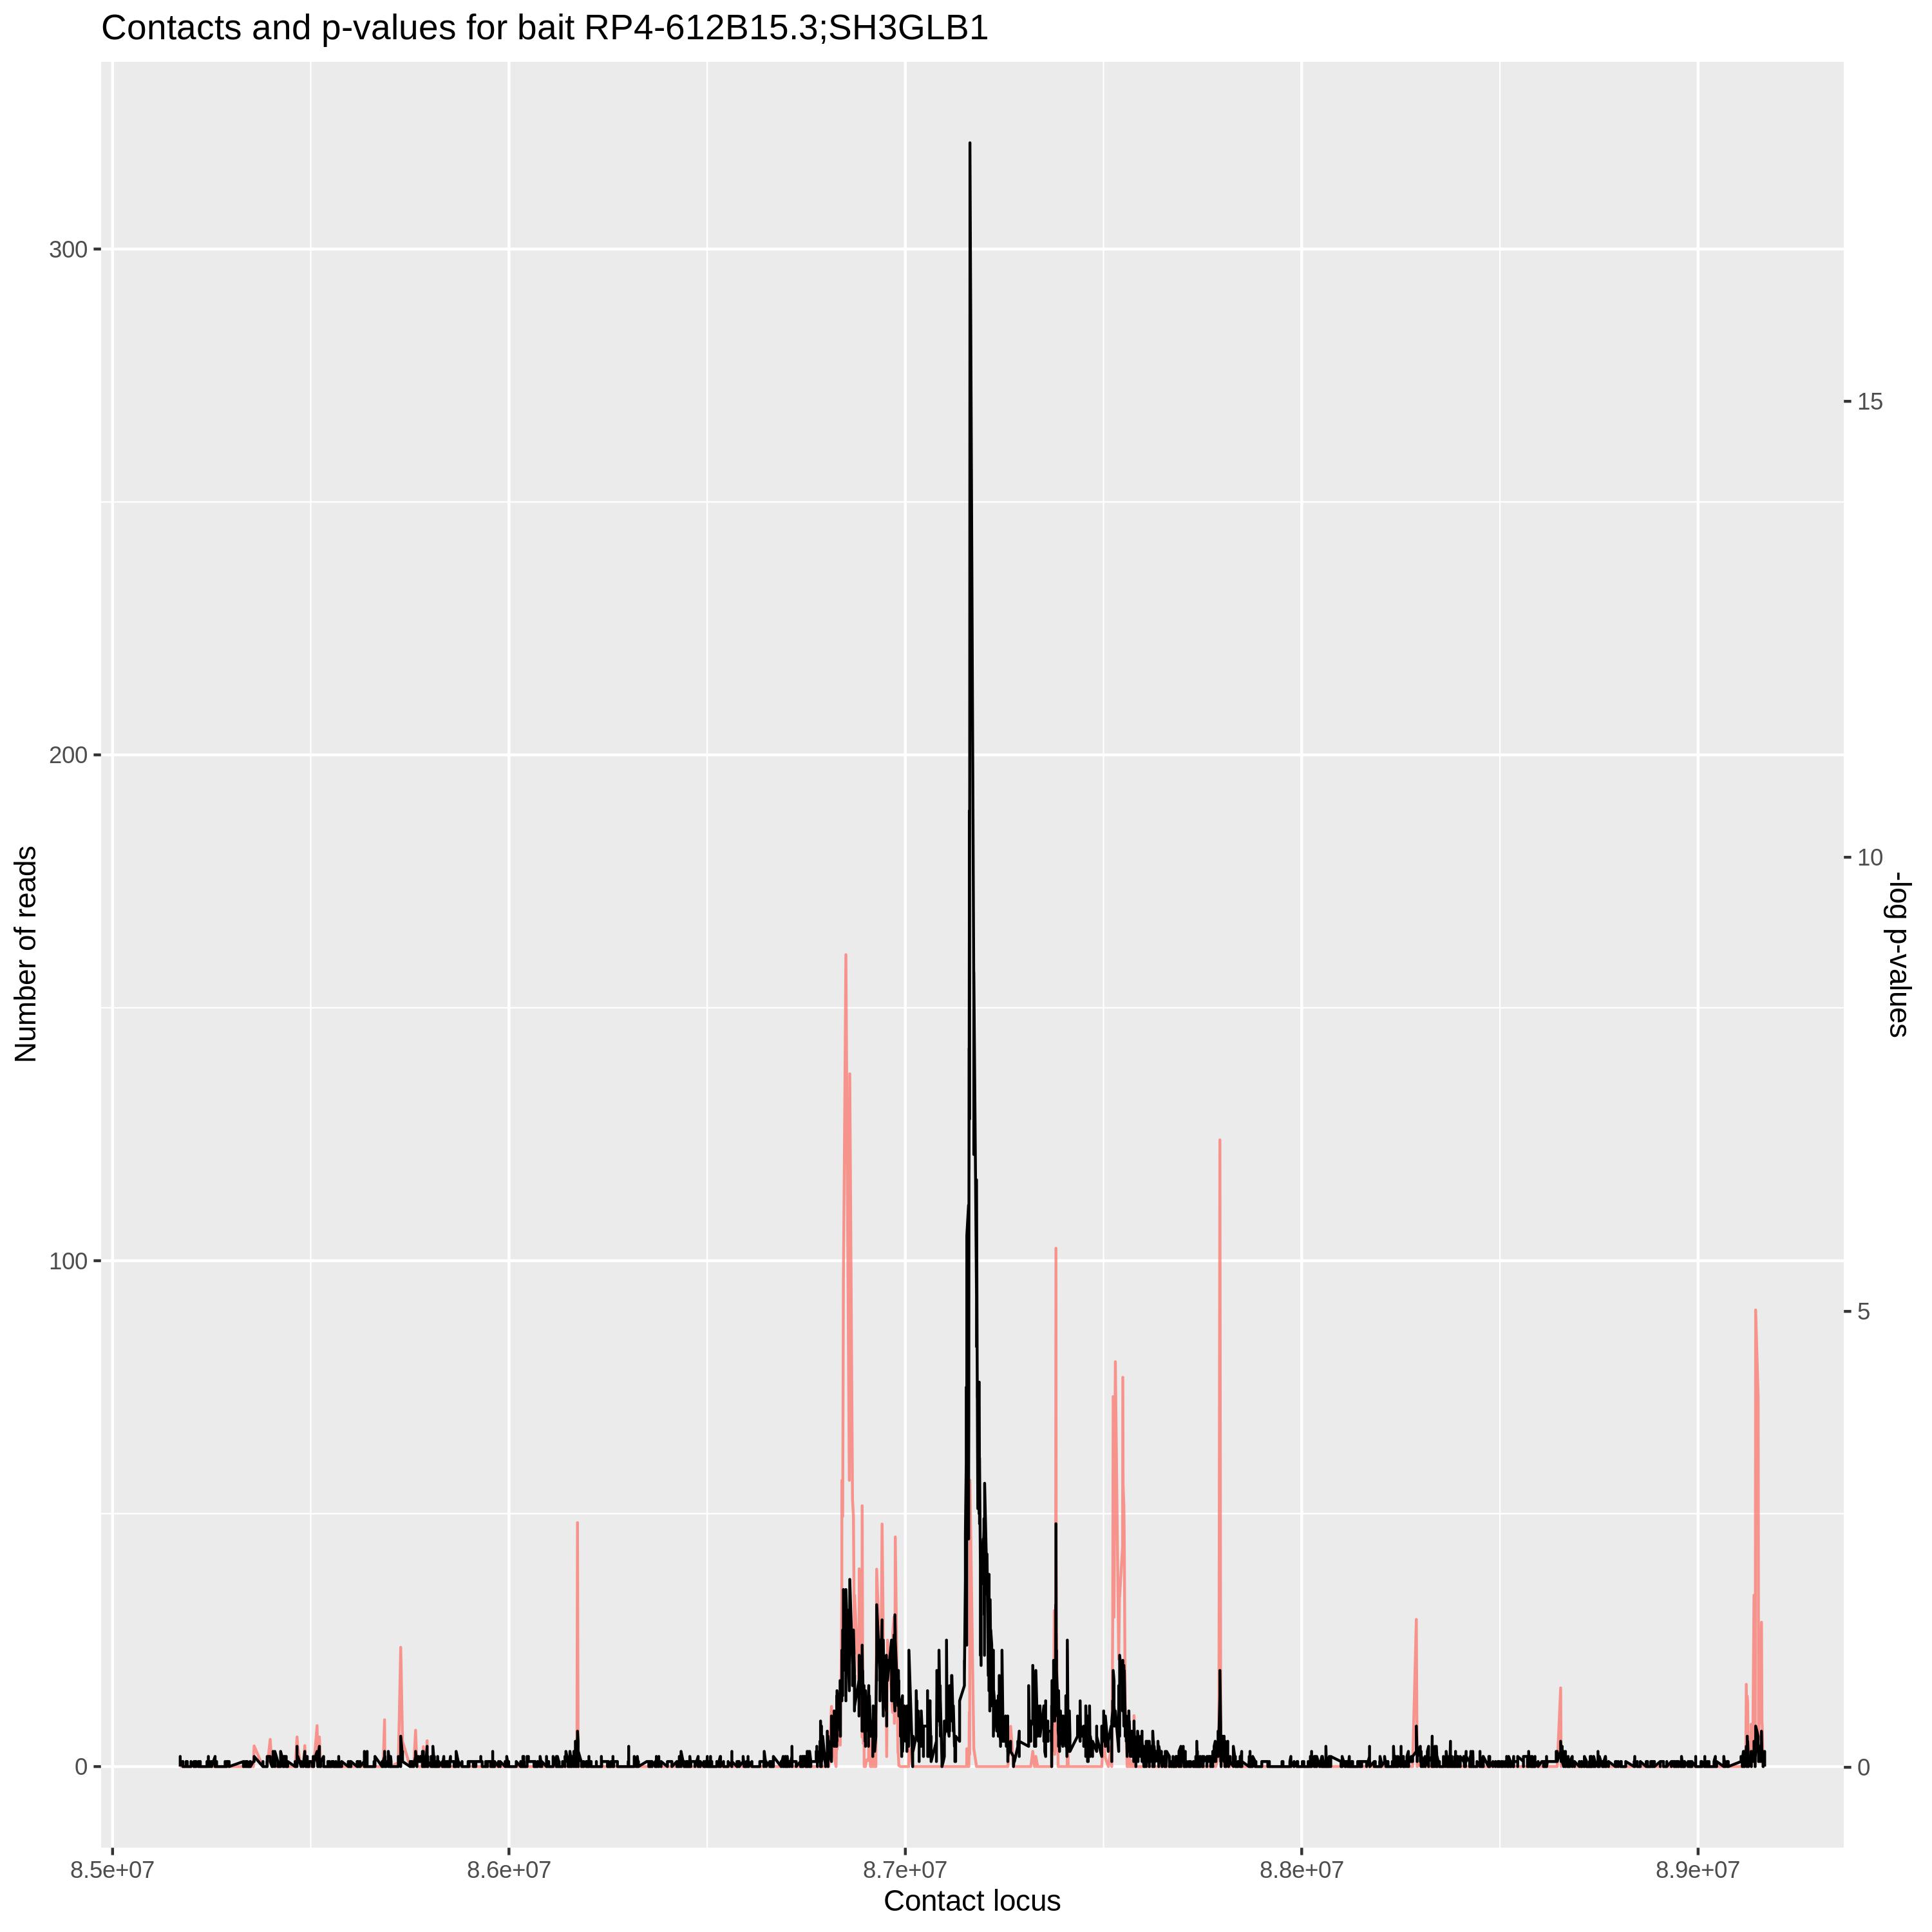 Contacts and p-values for bait RP4-612B15.3;SH3GLB1
300
200
100
0
Number of reads
15
10
5
0
-log p-values
8.5e+07 8.6e+07 8.7e+07 8.8e+07 8.9e+07
Contact locus